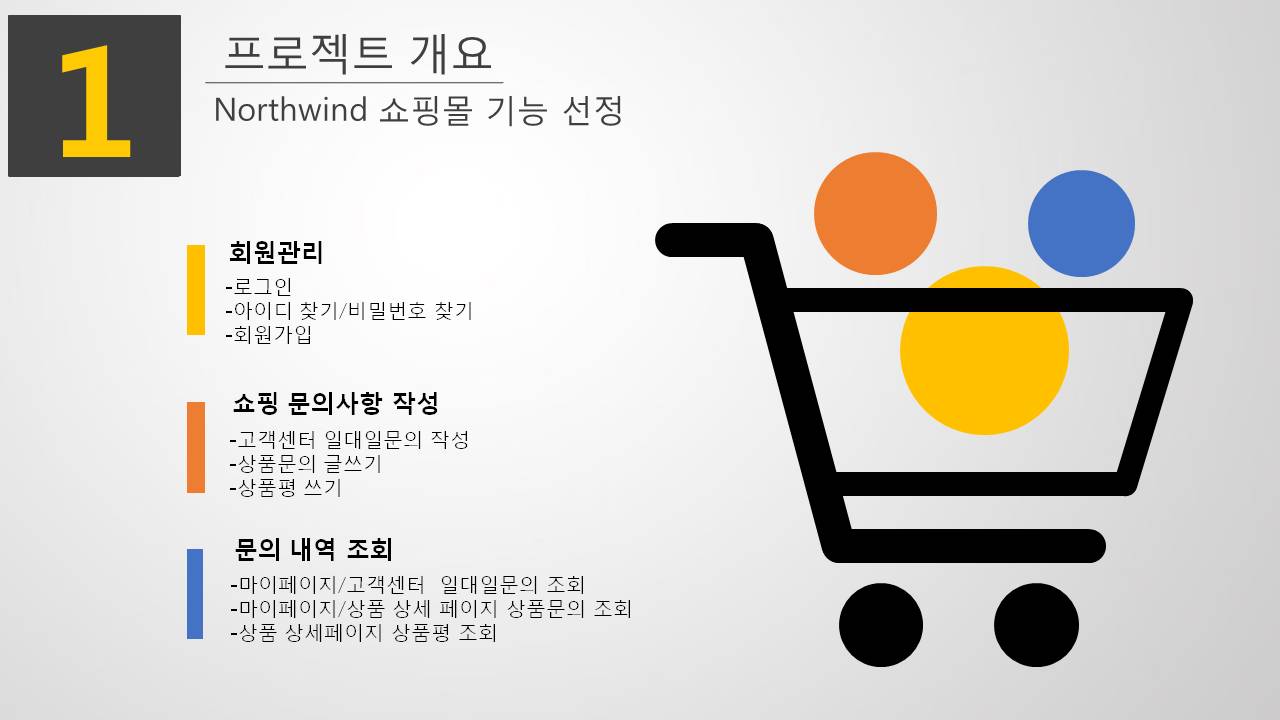 1
프로젝트 개요
Northwind 쇼핑몰 기능 선정
회원관리
-로그인
-아이디 찾기/비밀번호 찾기
-회원가입
쇼핑 문의사항 작성
-고객센터 일대일문의 작성
-상품문의 글쓰기
-상품평 쓰기
문의 내역 조회
-마이페이지/고객센터  일대일문의 조회
-마이페이지/상품 상세 페이지 상품문의 조회
-상품 상세페이지 상품평 조회